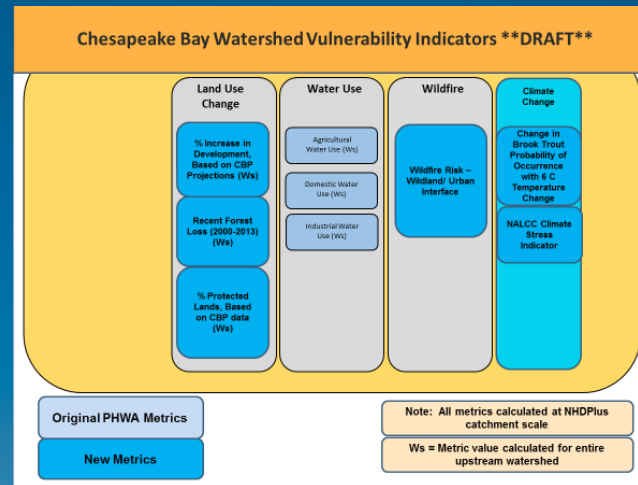 Chesapeake Bay Watershed Vulnerability Indicators **DRAFT**
Land Use
Change
% Increase in
Development,
Based on CBP
Projections (Ws)
Recent Forest
Loss (2000-2013)
(Ws)
% Protected
Lands, Based
on CBP data
(Ws)
Water Use
Agricultural
Water Use (Ws)
Domestic Water
Use (Ws)
Industrial Water
Use (Ws)
Wildfire
Wildfire Risk –
Wildland/ Urban
Interface
Climate
Change
Change in
Brook Trout
Probability of
Occurrence
with 6 C
Temperature
Change
NALCC Climate
Stress
Indicator
Original PHWA Metrics
New Metrics
Note: All metrics calculated at NHDPlus
catchment scale
Ws = Metric value calculated for entire
upstream watershed